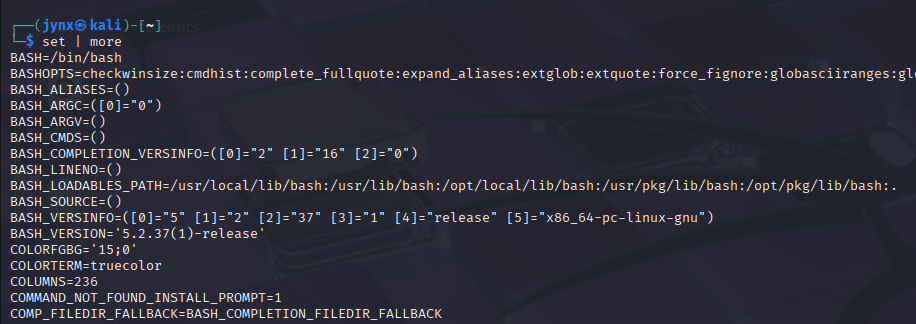 ┌──(jynx㉿kali)-[~]
└─$ set | more
BASH=/bin/bash
BASHOPTS=checkwinsize:cmdhist:complete_fullquote:expand_aliases:extglob:extquote:force_fignore:globasciiranges:gl
BASH_ALIASES=()
BASH_ARGC=([0]="0")
BASH_ARGV=()
BASH_CMDS=()
BASH_COMPLETION_VERSINFO=([0]="2" [1]="16" [2]="0")
BASH_LINENO=()
BASH_LOADABLES_PATH=/usr/local/lib/bash:/usr/lib/bash:/opt/local/lib/bash:/usr/pkg/lib/bash:/opt/pkg/lib/bash:.
BASH_SOURCE=()
BASH_VERSINFO=([0]="5" [1]="2" [2]="37" [3]="1" [4]="release" [5]="x86_64-pc-linux-gnu")
BASH_VERSION='5.2.37(1)-release'
COLORFGBG='15;0'
COLORTERM=truecolor
COLUMNS=236
COMMAND_NOT_FOUND_INSTALL_PROMPT=1
COMP_FILEDIR_FALLBACK=BASH_COMPLETION_FILEDIR_FALLBACK